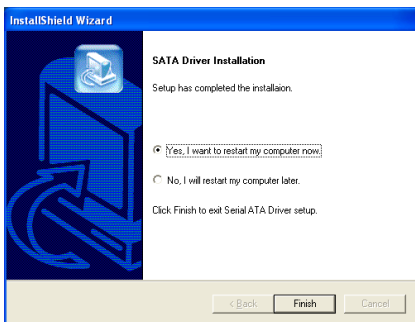 InstallShield Wizard
SATA Driver Installation
Setup has completed the installaion.
Yes, I want to restart my computer now.
No, I will restart my computer later.
Click Finish to exit Serial ATA Driver setup.
< Back Finish Cancel